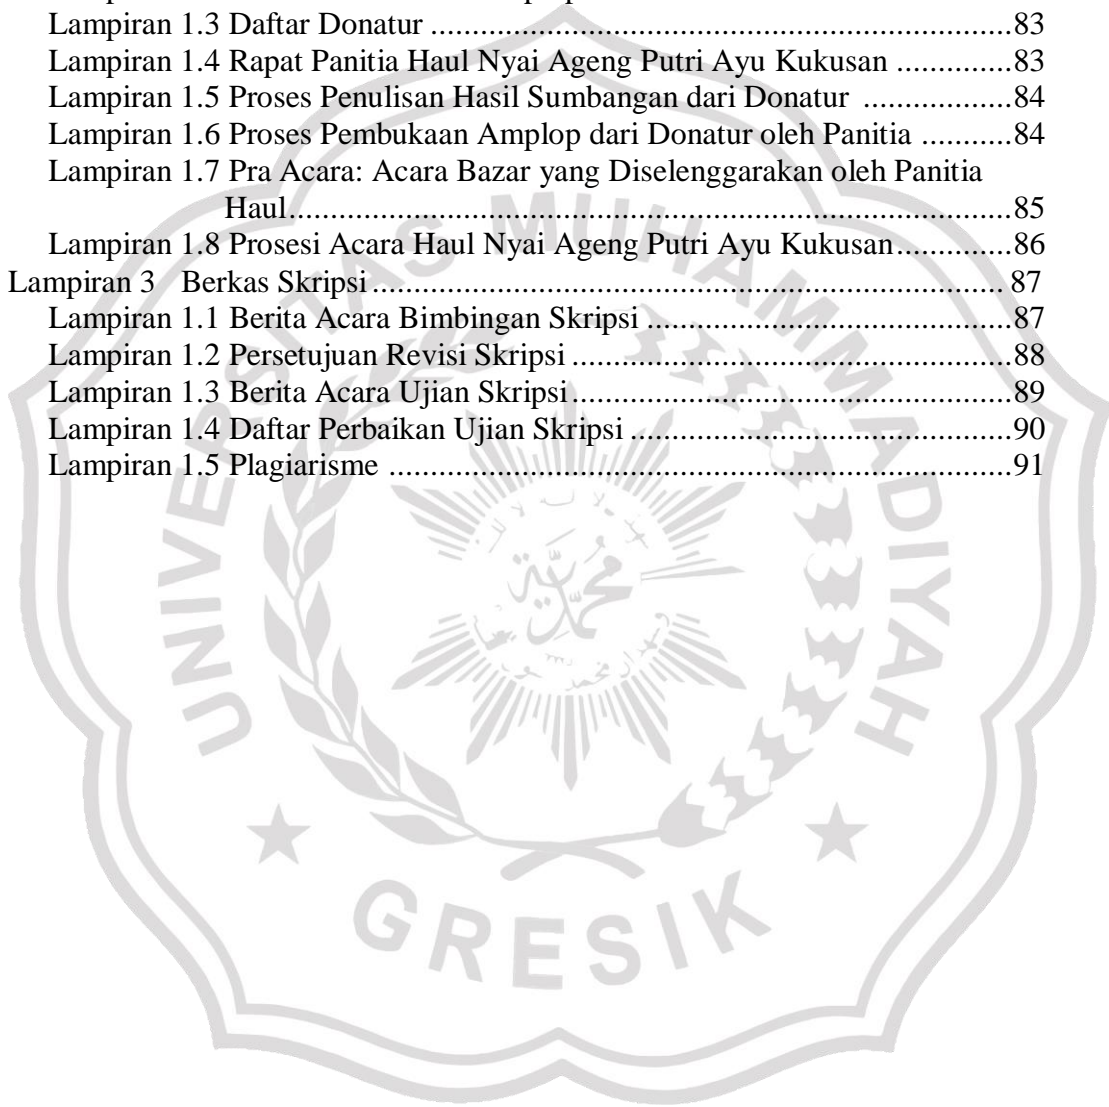 Lampiran 1.3 Daftar Donatur ......................................................................83
Lampiran 1.4 Rapat Panitia Haul Nyai Ageng Putri Ayu Kukusan ..............83
Lampiran 1.5 Proses Penulisan Hasil Sumbangan dari Donatur ..................84
Lampiran 1.6 Proses Pembukaan Amplop dari Donatur oleh Panitia ...........84
Lampiran 1.7 Pra Acara: Acara Bazar yang Diselenggarakan oleh Panitia
Haul.......................................................................................85
Lampiran 1.8 Prosesi Acara Haul Nyai Ageng Putri Ayu Kukusan..............86
Lampiran 3 Berkas Skripsi............................................................................ 87
Lampiran 1.1 Berita Acara Bimbingan Skripsi ............................................87
Lampiran 1.2 Persetujuan Revisi Skripsi .....................................................88
Lampiran 1.3 Berita Acara Ujian Skripsi.....................................................89
Lampiran 1.4 Daftar Perbaikan Ujian Skripsi ..............................................90
Lampiran 1.5 Plagiarisme ...........................................................................91
UNIVERSITAS MUHAMMADIYAH
GRESIK